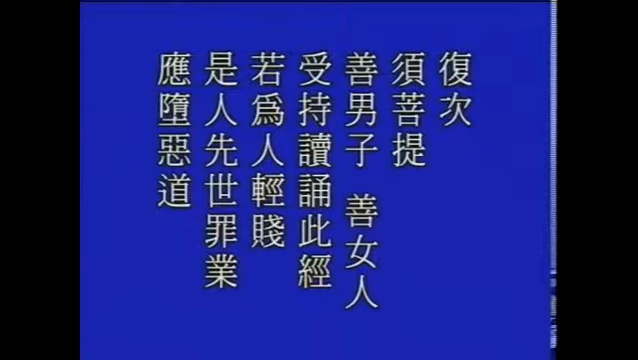 復次
須菩提
善男子 善女人
受持讀誦此經
若爲人輕賤
是人先世罪業
應墮惡道